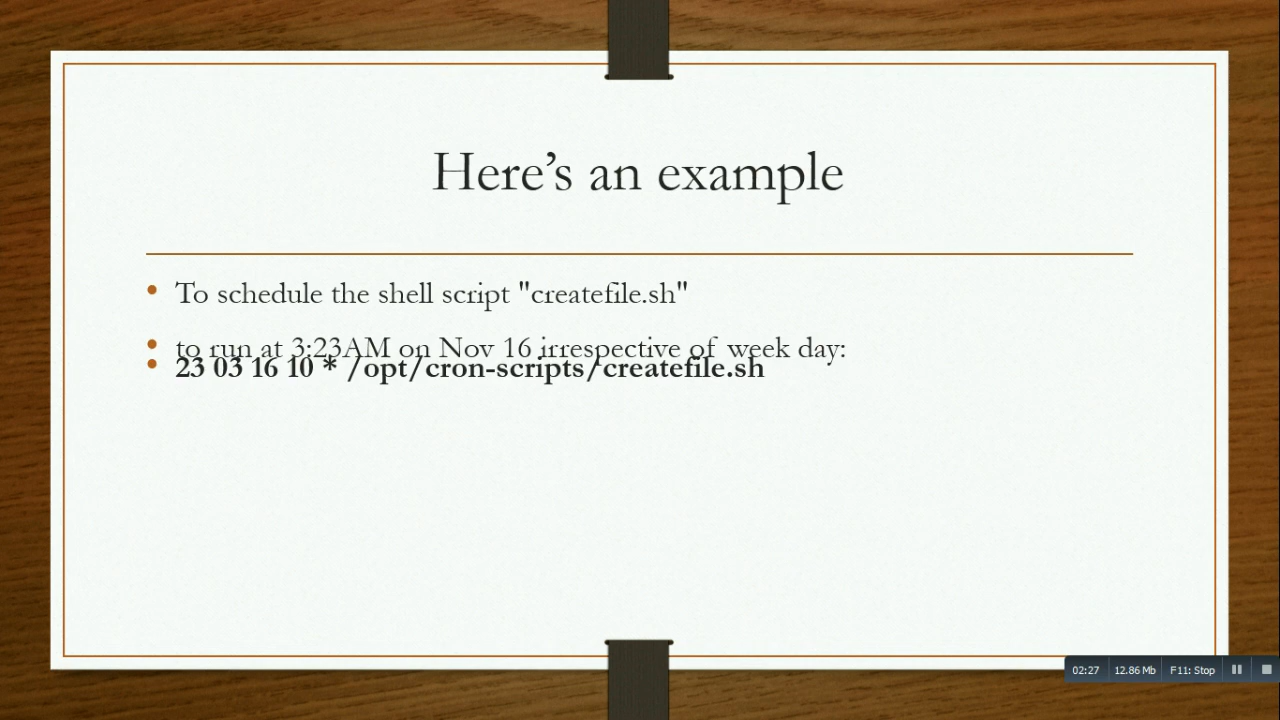 Here’s an example
• To schedule the shell script "createfile.sh"
• to run at 3:23AM on Nov 16 irrespective of week day:
• 23 03 16 10 * /opt/cron-scripts/createfile.sh
02:27 12.86 Mb F11: Stop